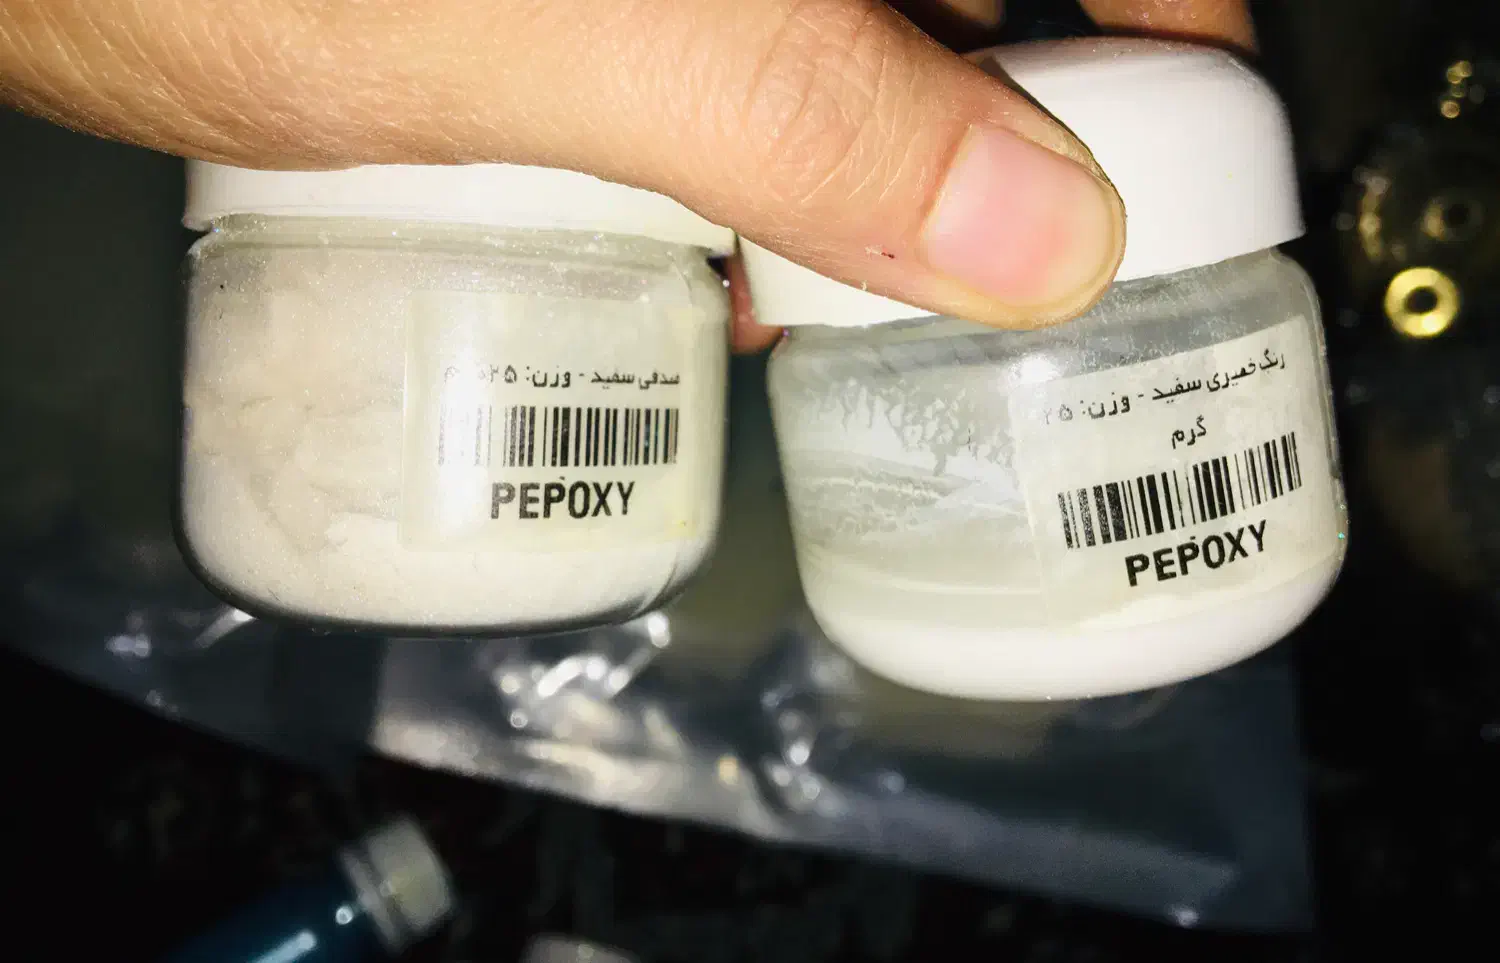 صدفی سفید - وزن: ۲۵
PEPOXY
رنگ خمیری سفید - وزن: ۲۵
گرم
PEPOXY